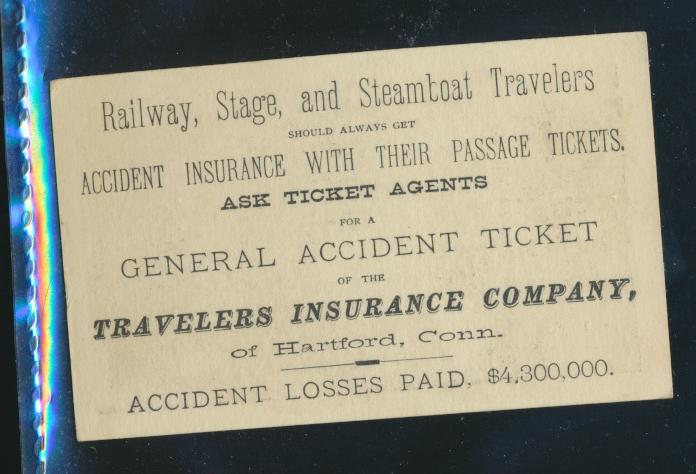 Railway, Stage, and Steamboat Travelers
SHOULD ALWAYS GET
ACCIDENT INSURANCE WITH THEIR PASSAGE TICKETS.
ASK TICKET AGENTS
FOR A
GENERAL ACCIDENT TICKET
OF THE
TRAVELERS INSURANCE COMPANY,
of Hartford, Conn.
ACCIDENT LOSSES PAID, $4,300,000.